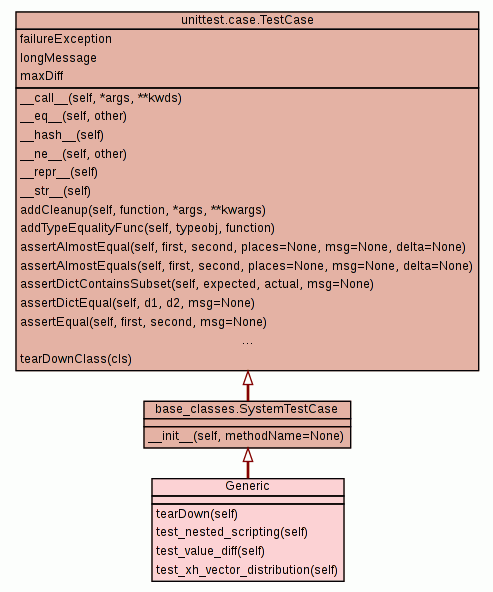 unittest.case.TestCase
failureException
longMessage
maxDiff
__call__(self, *args, **kwds)
__eq__(self, other)
__hash__(self)
__ne__(self, other)
__repr__(self)
__str__(self)
addCleanup(self, function, *args, **kwargs)
addTypeEqualityFunc(self, typeobj, function)
assertAlmostEqual(self, first, second, places=None, msg=None, delta=None)
assertAlmostEquals(self, first, second, places=None, msg=None, delta=None)
assertDictContainsSubset(self, expected, actual, msg=None)
assertDictEqual(self, d1, d2, msg=None)
assertEqual(self, first, second, msg=None)
...
tearDownClass(cls)
base_classes.SystemTestCase
__init__(self, methodName=None)
Generic
tearDown(self)
test_nested_scripting(self)
test_value_diff(self)
test_xh_vector_distribution(self)